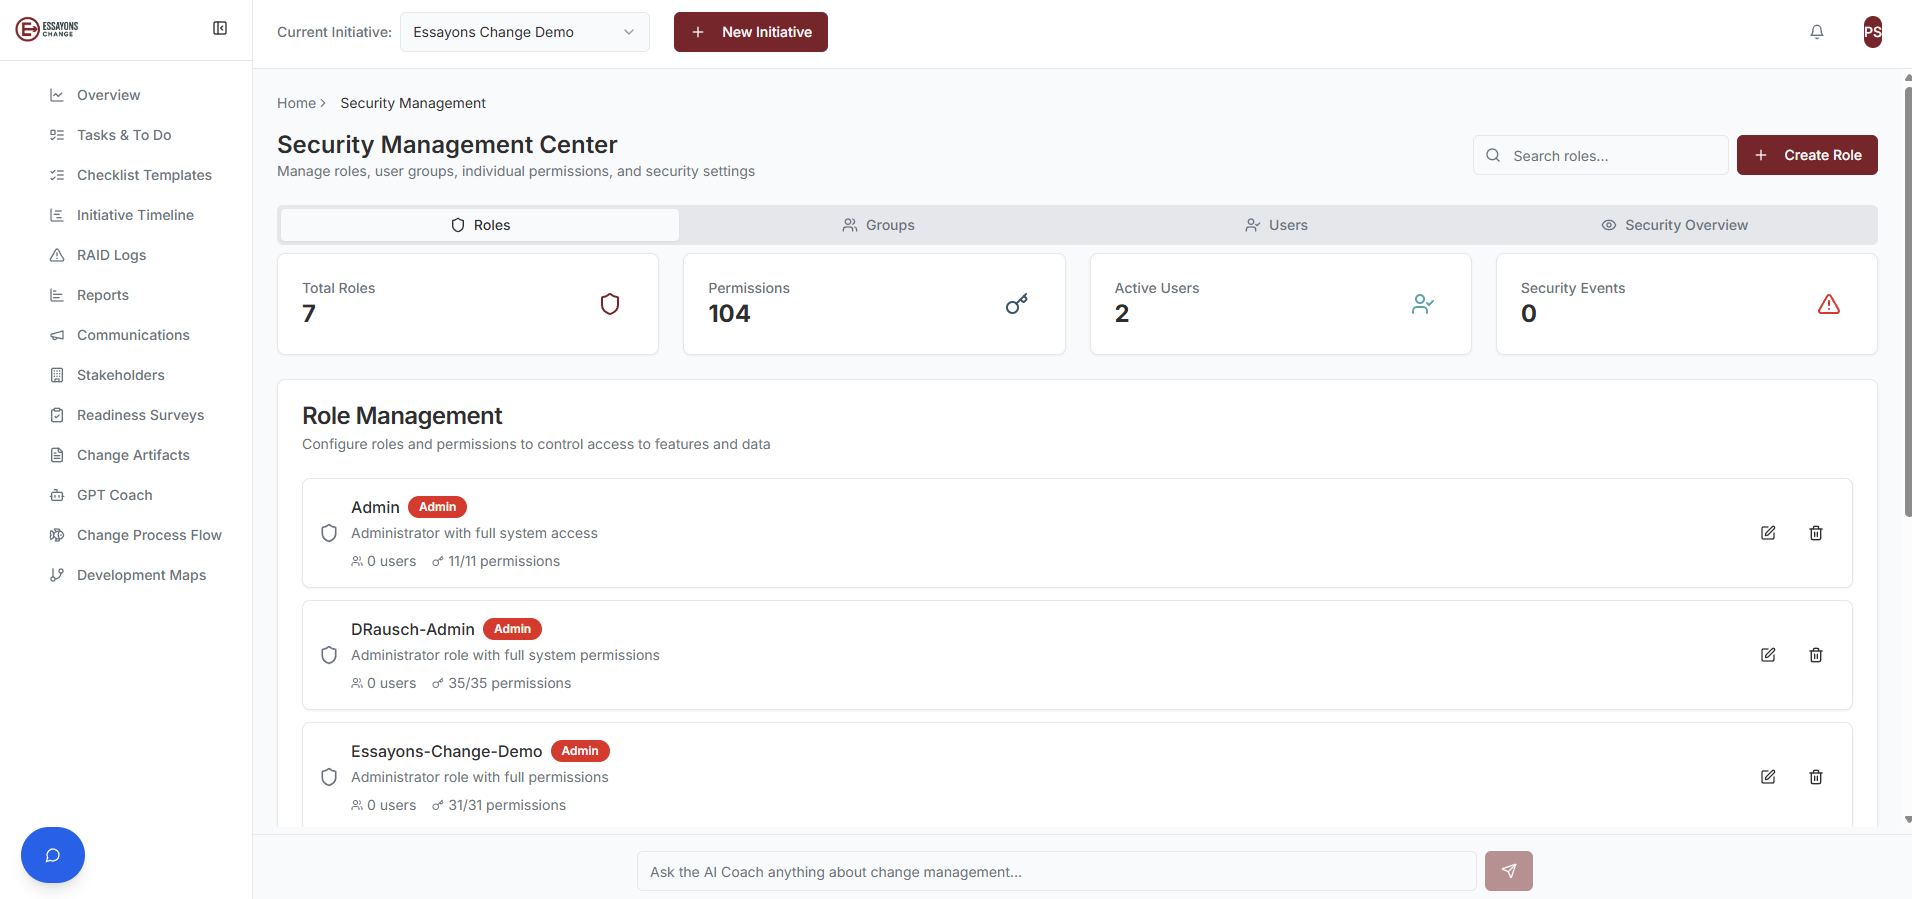 ESSAYONS
CHANGE
Current Initiative:
Essayons Change Demo
New Initiative
PS
Overview
Tasks & To Do
Checklist Templates
Initiative Timeline
RAID Logs
Reports
Communications
Stakeholders
Readiness Surveys
Change Artifacts
GPT Coach
Change Process Flow
Development Maps
Home
Security Management
Security Management Center
Manage roles, user groups, individual permissions, and security settings
Search roles...
Create Role
Roles
Groups
Users
Security Overview
Total Roles
7
Permissions
104
Active Users
2
Security Events
0
Role Management
Configure roles and permissions to control access to features and data
Admin Admin
Administrator with full system access
0 users 11/11 permissions
DRausch-Admin Admin
Administrator role with full system permissions
0 users 35/35 permissions
Essayons-Change-Demo Admin
Administrator role with full permissions
0 users 31/31 permissions
Ask the AI Coach anything about change management...